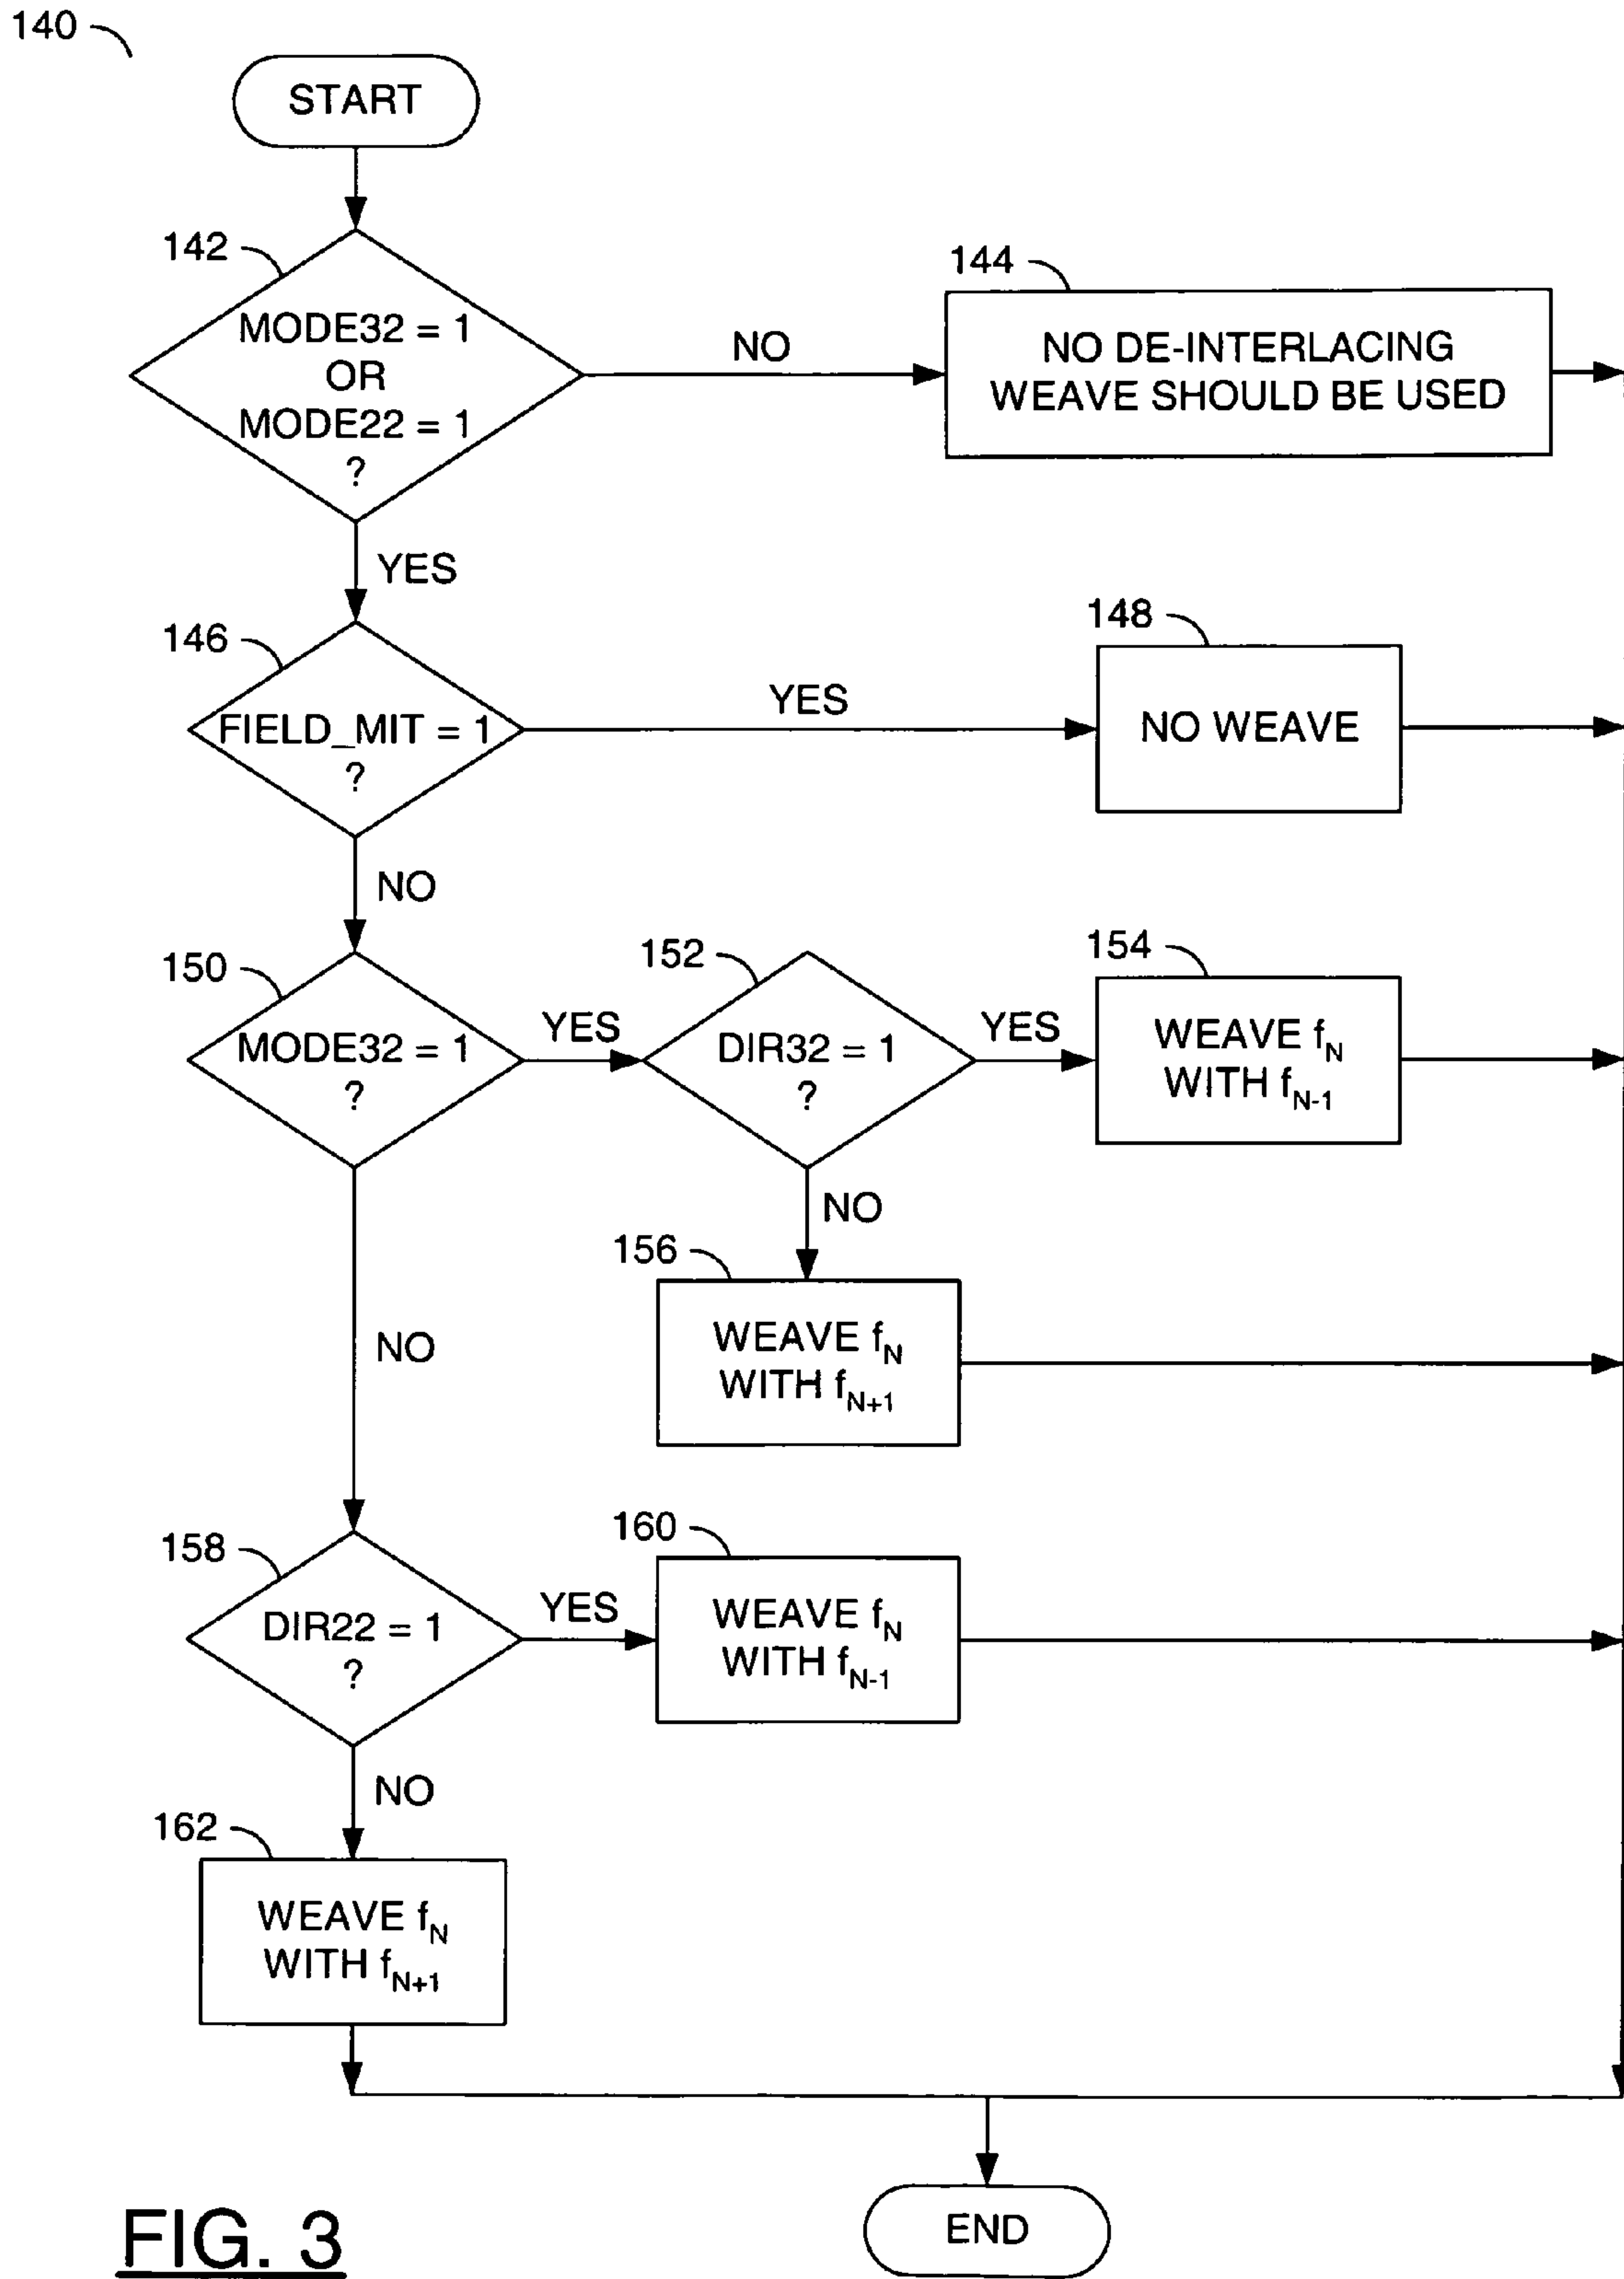 140
START
142
MODE32 = 1
OR
MODE22 = 1
?
NO
144
NO DE-INTERLACING
WEAVE SHOULD BE USED
YES
146
FIELD_MIT = 1
?
YES
148
NO WEAVE
NO
150
MODE32 = 1
?
YES
152
DIR32 = 1
?
YES
154
WEAVE fN
WITH fN-1
NO
156
WEAVE fN
WITH fN+1
NO
158
DIR22 = 1
?
YES
160
WEAVE fN
WITH fN-1
NO
162
WEAVE fN
WITH fN+1
END
FIG. 3